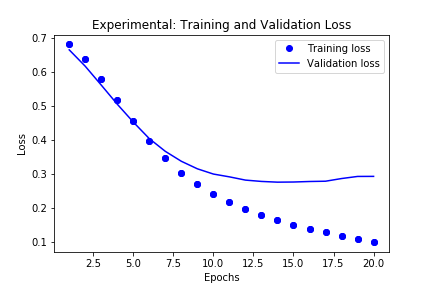 Experimental: Training and Validation Loss
Training loss
Validation loss
Loss
0.7
0.6
0.5
0.4
0.3
0.2
0.1
2.5 5.0 7.5 10.0 12.5 15.0 17.5 20.0
Epochs